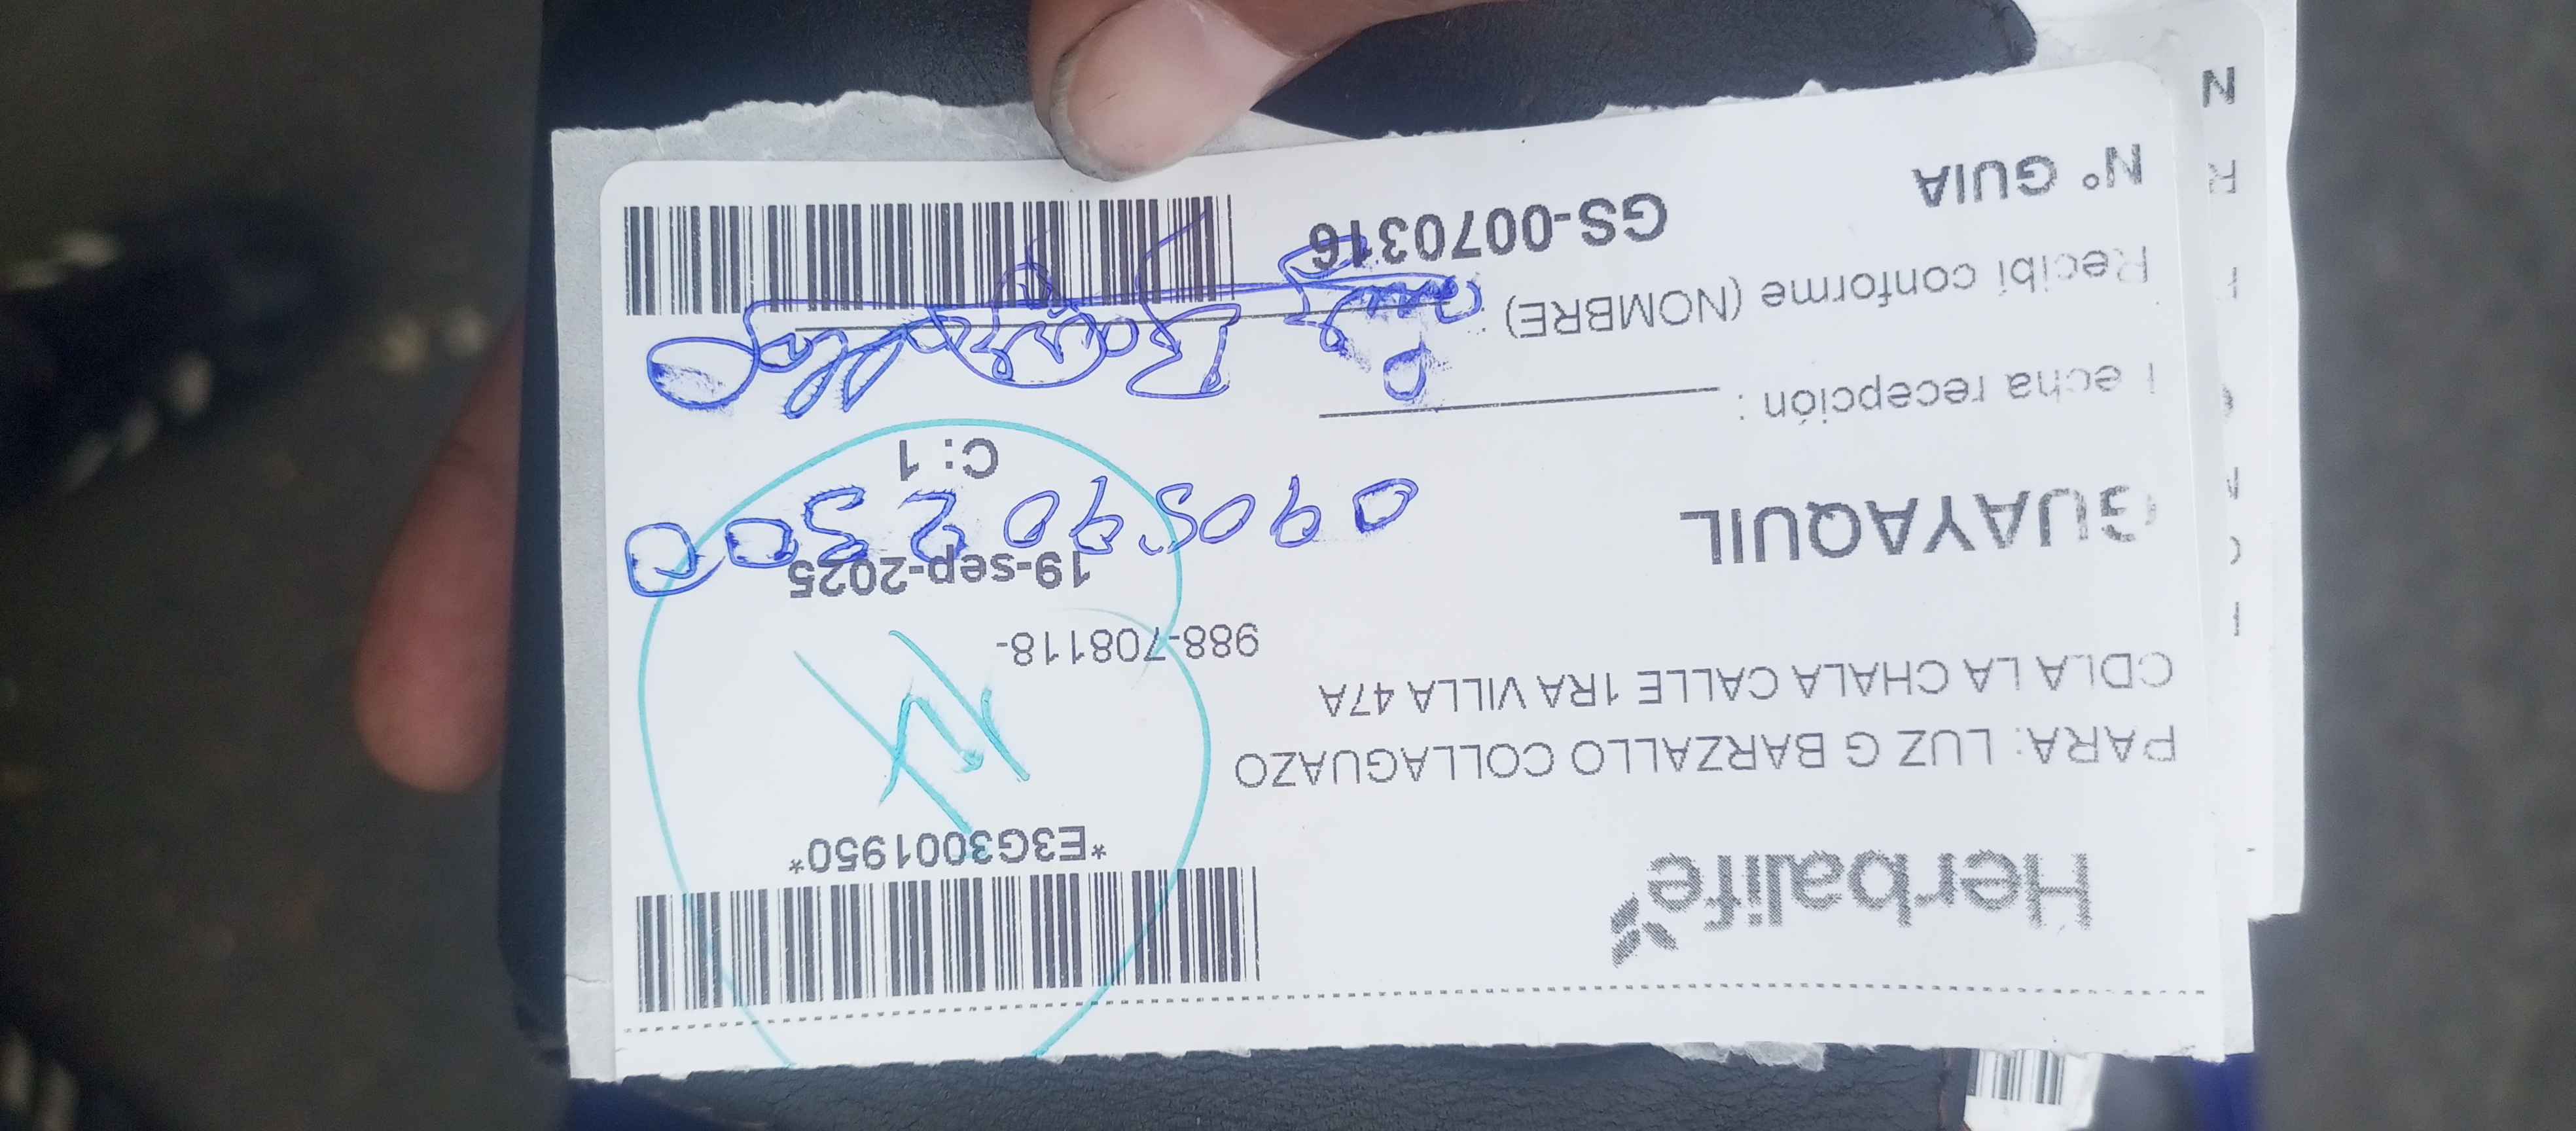 Herbalife
*E3G3001950*
PARA: LUZ G BARZALLO COLLAGUAZO
CDLA LA CHALA CALLE 1RA VILLA 47A
988-708118-
GUAYAQUIL
19-sep-2025
C: 1
Fecha recepción :
Recibí conforme (NOMBRE) :
N° GUIA
GS-0070316